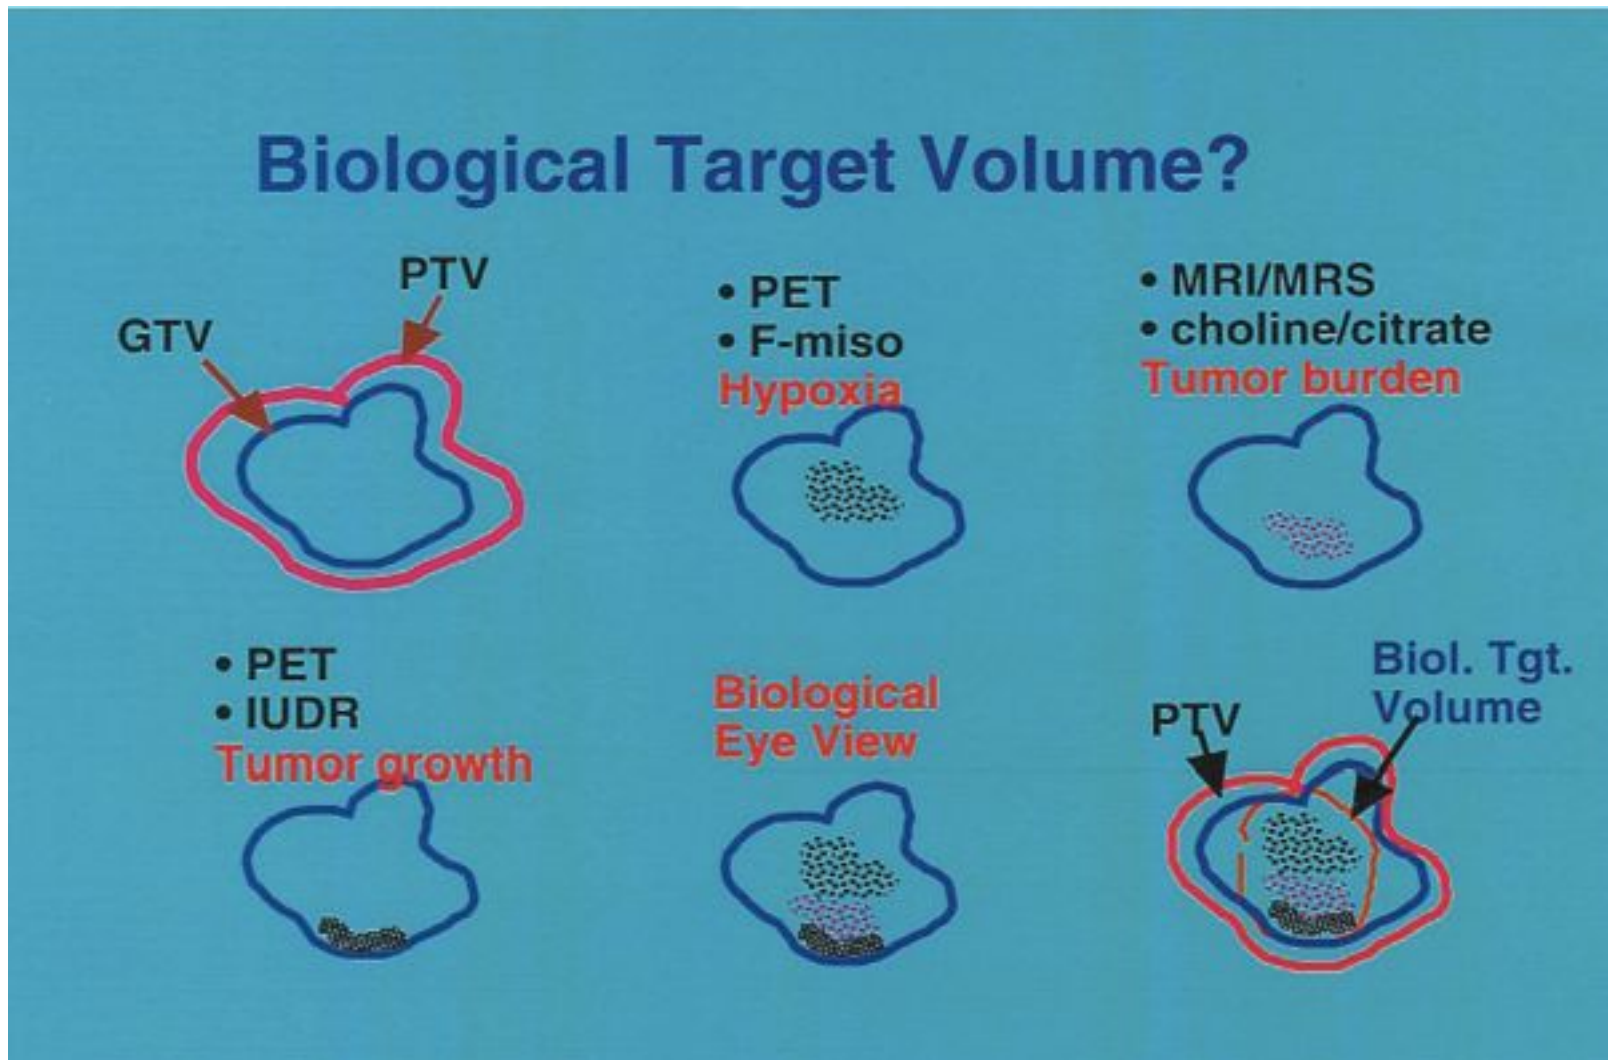 Biological Target Volume?
PTV
GTV
• PET
• F-miso
Hypoxia
• MRI/MRS
• choline/citrate
Tumor burden
• PET
• IUDR
Tumor growth
Biological
Eye View
Biol. Tgt.
Volume
PTV